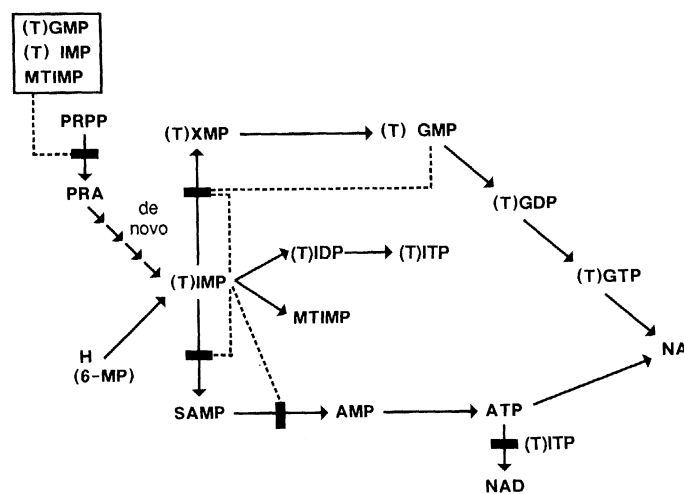 (T)GMP
(T) IMP
MTIMP
PRPP
(T)XMP
(T) GMP
PRA
de
novo
(T)GDP
(T)IDP
(T)ITP
(T)IMP
(T)GTP
MTIMP
H
(6-MP)
NA
SAMP
AMP
ATP
(T)ITP
NAD